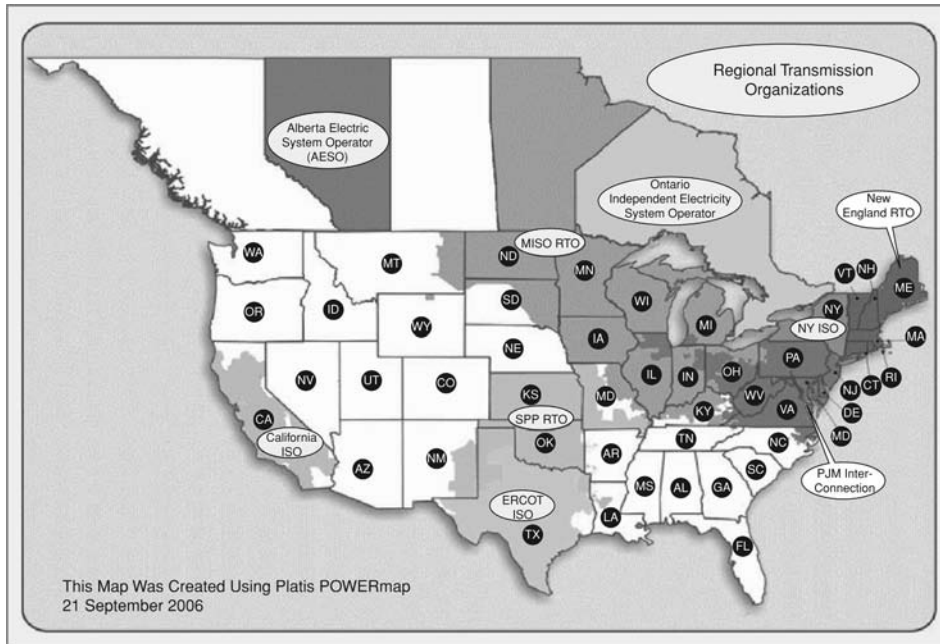 Regional Transmission
Organizations
Alberta Electric
System Operator
(AESO)
Ontario
Independent Electricity
System Operator
New
England RTO
MISO RTO
WA
MT
ND
MN
VT
NH
ME
OR
ID
SD
WI
MI
NY
NY ISO
WY
IA
MA
NE
NV
UT
CO
IL
IN
OH
PA
RI
CT
NJ
KS
MD
WV
VA
DE
KY
MD
CA
California
ISO
SPP RTO
OK
TN
NC
AZ
NM
AR
SC
PJM Inter-
Connection
MS
AL
GA
ERCOT
ISO
TX
LA
FL
This Map Was Created Using Platis POWERmap
21 September 2006